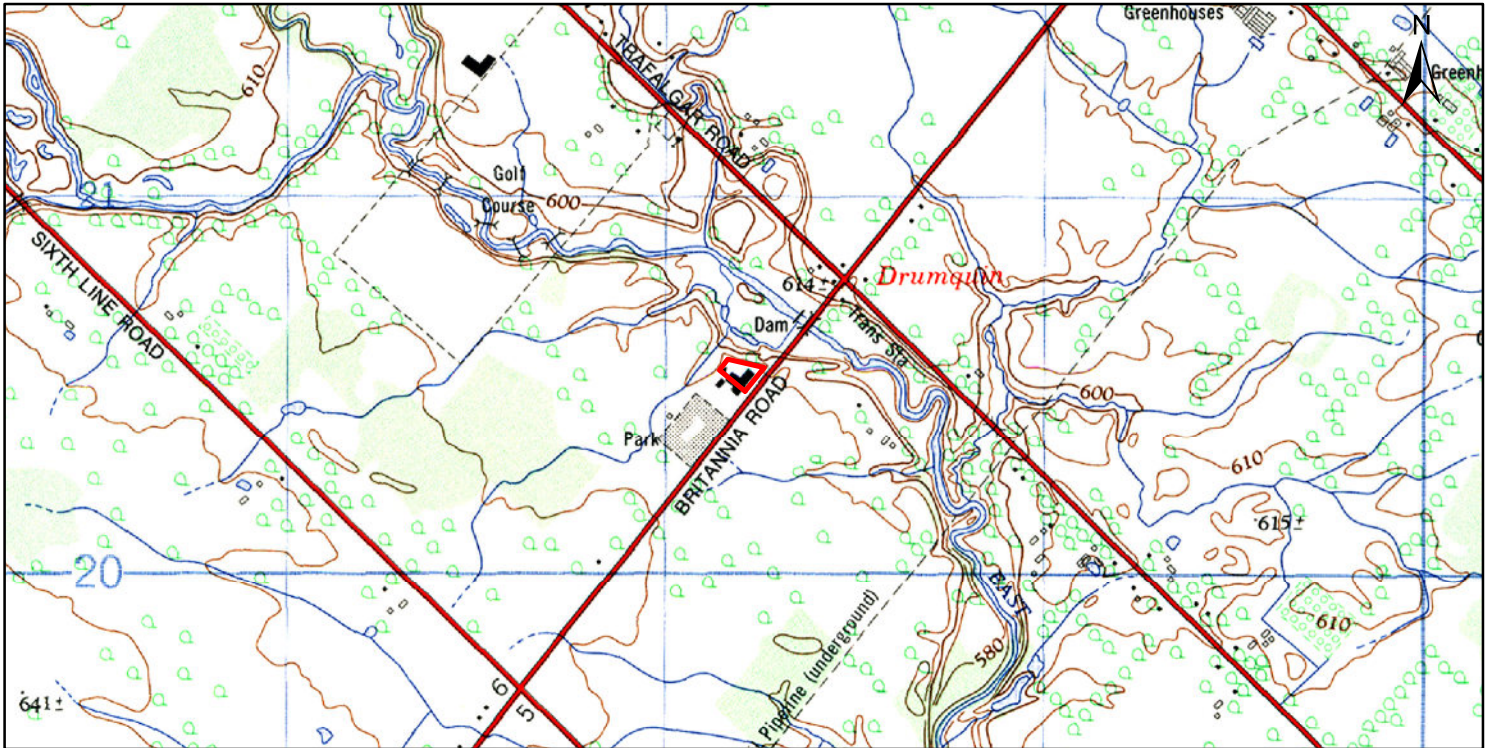 Greenhouses
N
Greenh
TRAFALGAR ROAD
610
Golf
Course
600
21
SIXTH LINE ROAD
614±
Drumquin
Dam
Trans Sta
600
Park
BRITANNIA ROAD
610
615±
20
EAST
610
Pipeline (underground)
580
641±
6
5